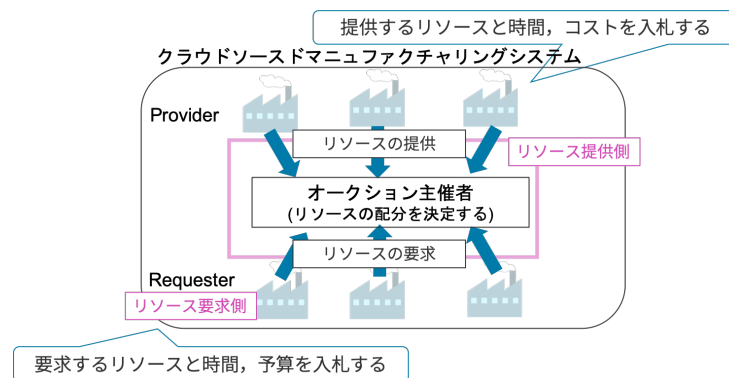 提供するリソースと時間，コストを入札する
クラウドソースドマニュファクチャリングシステム
Provider
リソースの提供
リソース提供側
オークション主催者
(リソースの配分を決定する)
リソースの要求
Requester
リソース要求側
要求するリソースと時間，予算を入札する